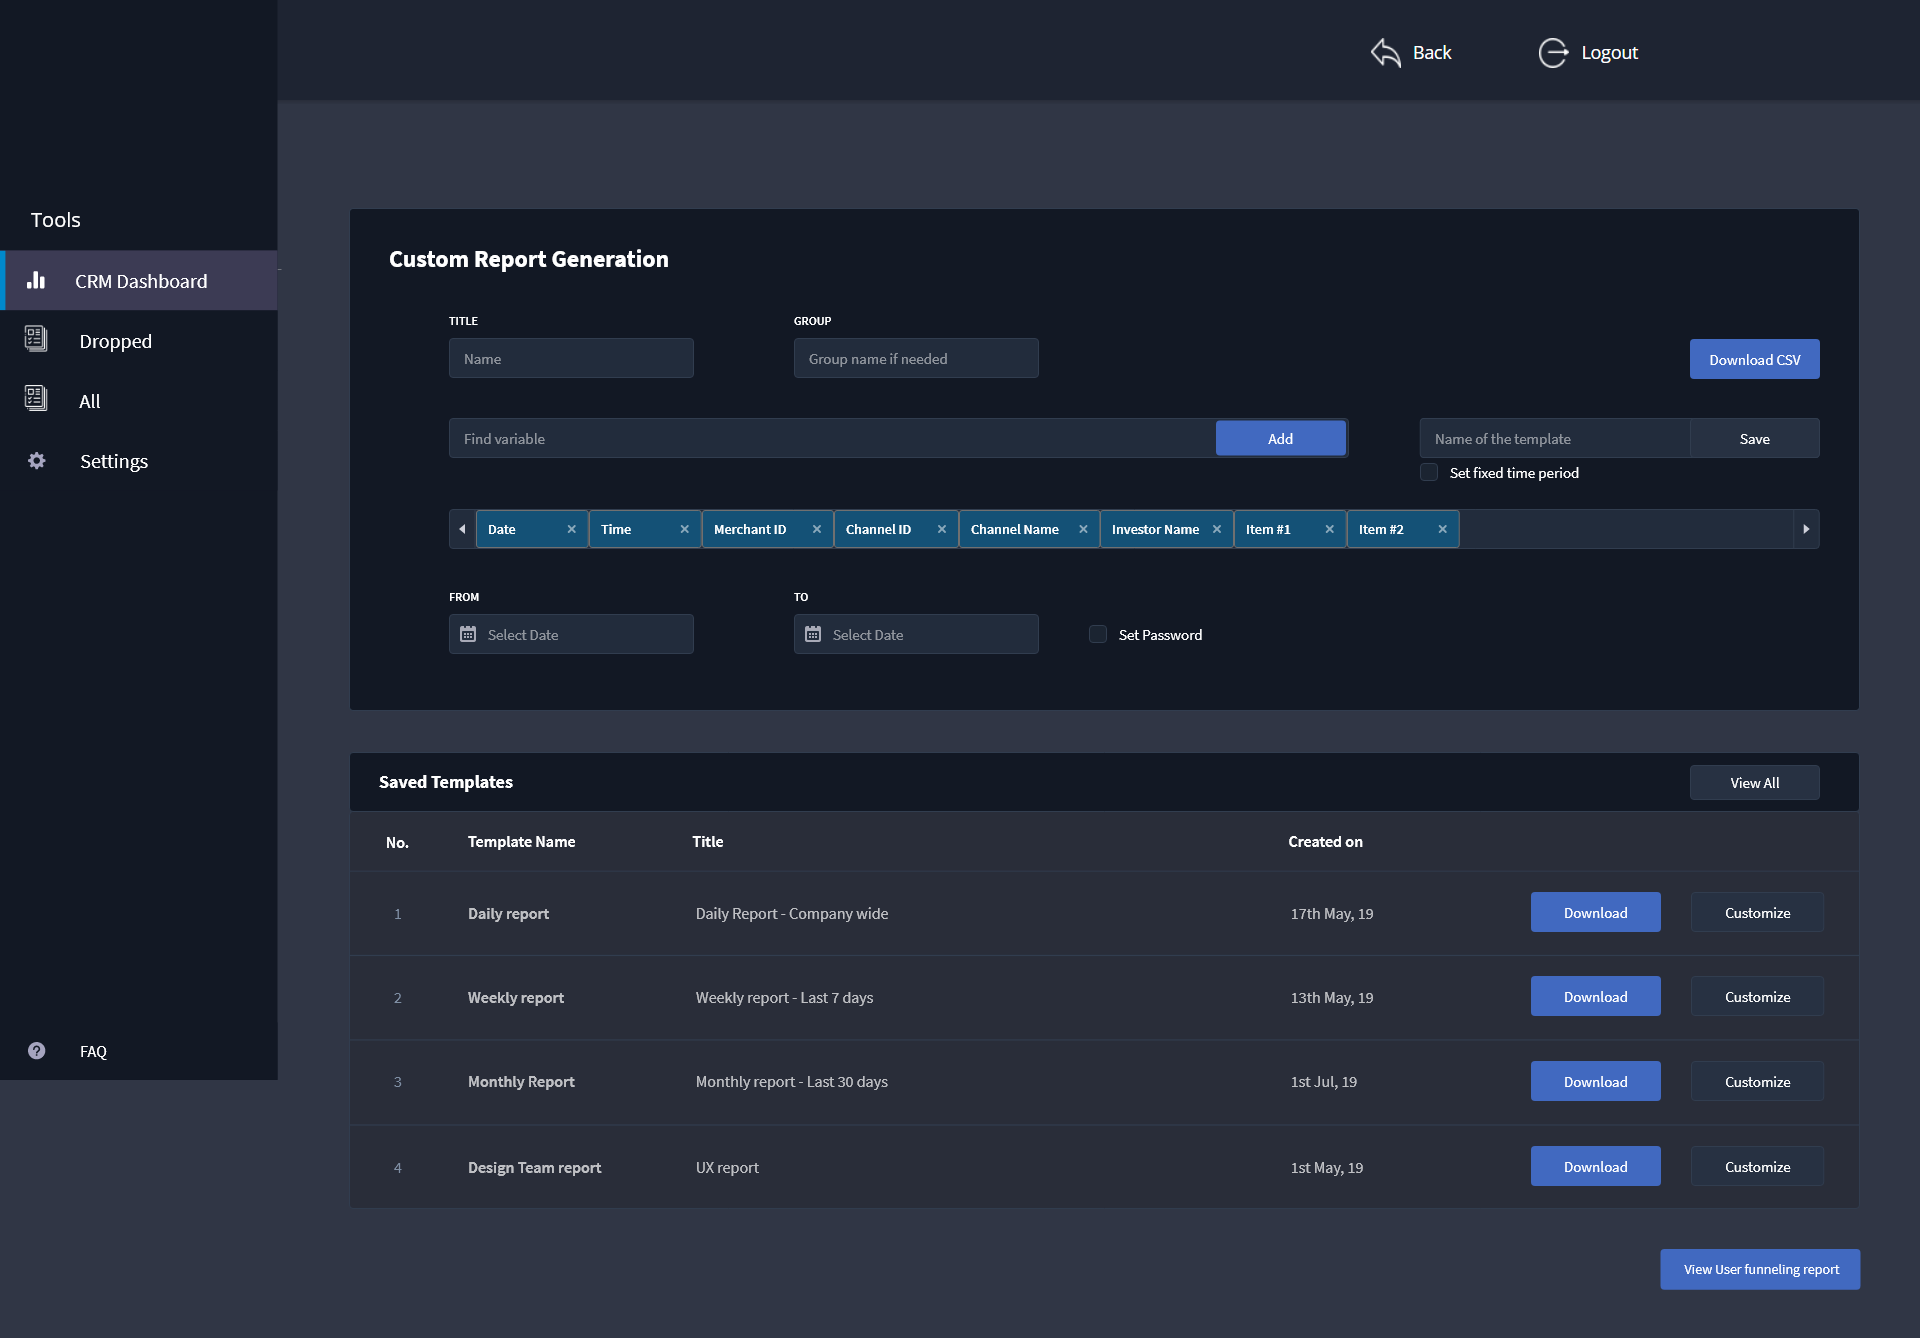 Back
Logout
Tools
CRM Dashboard
Dropped
All
Settings
FAQ
Custom Report Generation
TITLE
GROUP
Name
Group name if needed
Download CSV
Find variable
Add
Name of the template
Save
Set fixed time period
Date × Time × Merchant ID × Channel ID × Channel Name × Investor Name × Item #1 × Item #2 ×
FROM
TO
Select Date
Select Date
Set Password
Saved Templates
View All
No. Template Name Title Created on
1 Daily report Daily Report - Company wide 17th May, 19 Download Customize
2 Weekly report Weekly report - Last 7 days 13th May, 19 Download Customize
3 Monthly Report Monthly report - Last 30 days 1st Jul, 19 Download Customize
4 Design Team report UX report 1st May, 19 Download Customize
View User funneling report